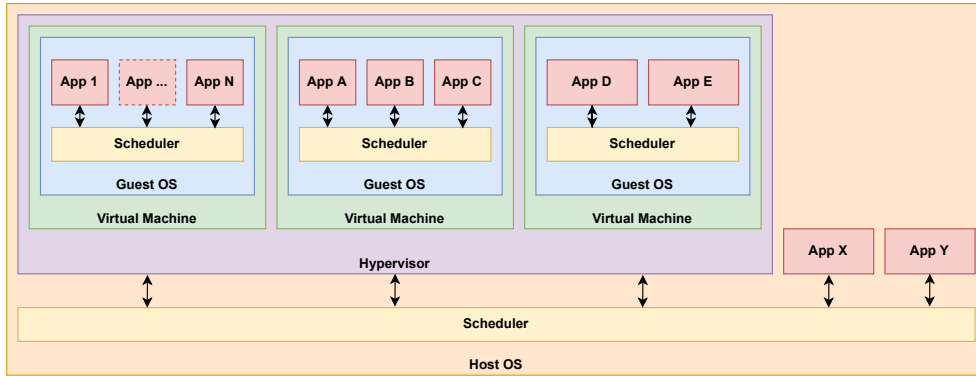 App 1
App ...
App N
Scheduler
Guest OS
Virtual Machine
App A
App B
App C
Scheduler
Guest OS
Virtual Machine
App D
App E
Scheduler
Guest OS
Virtual Machine
Hypervisor
App X
App Y
Scheduler
Host OS